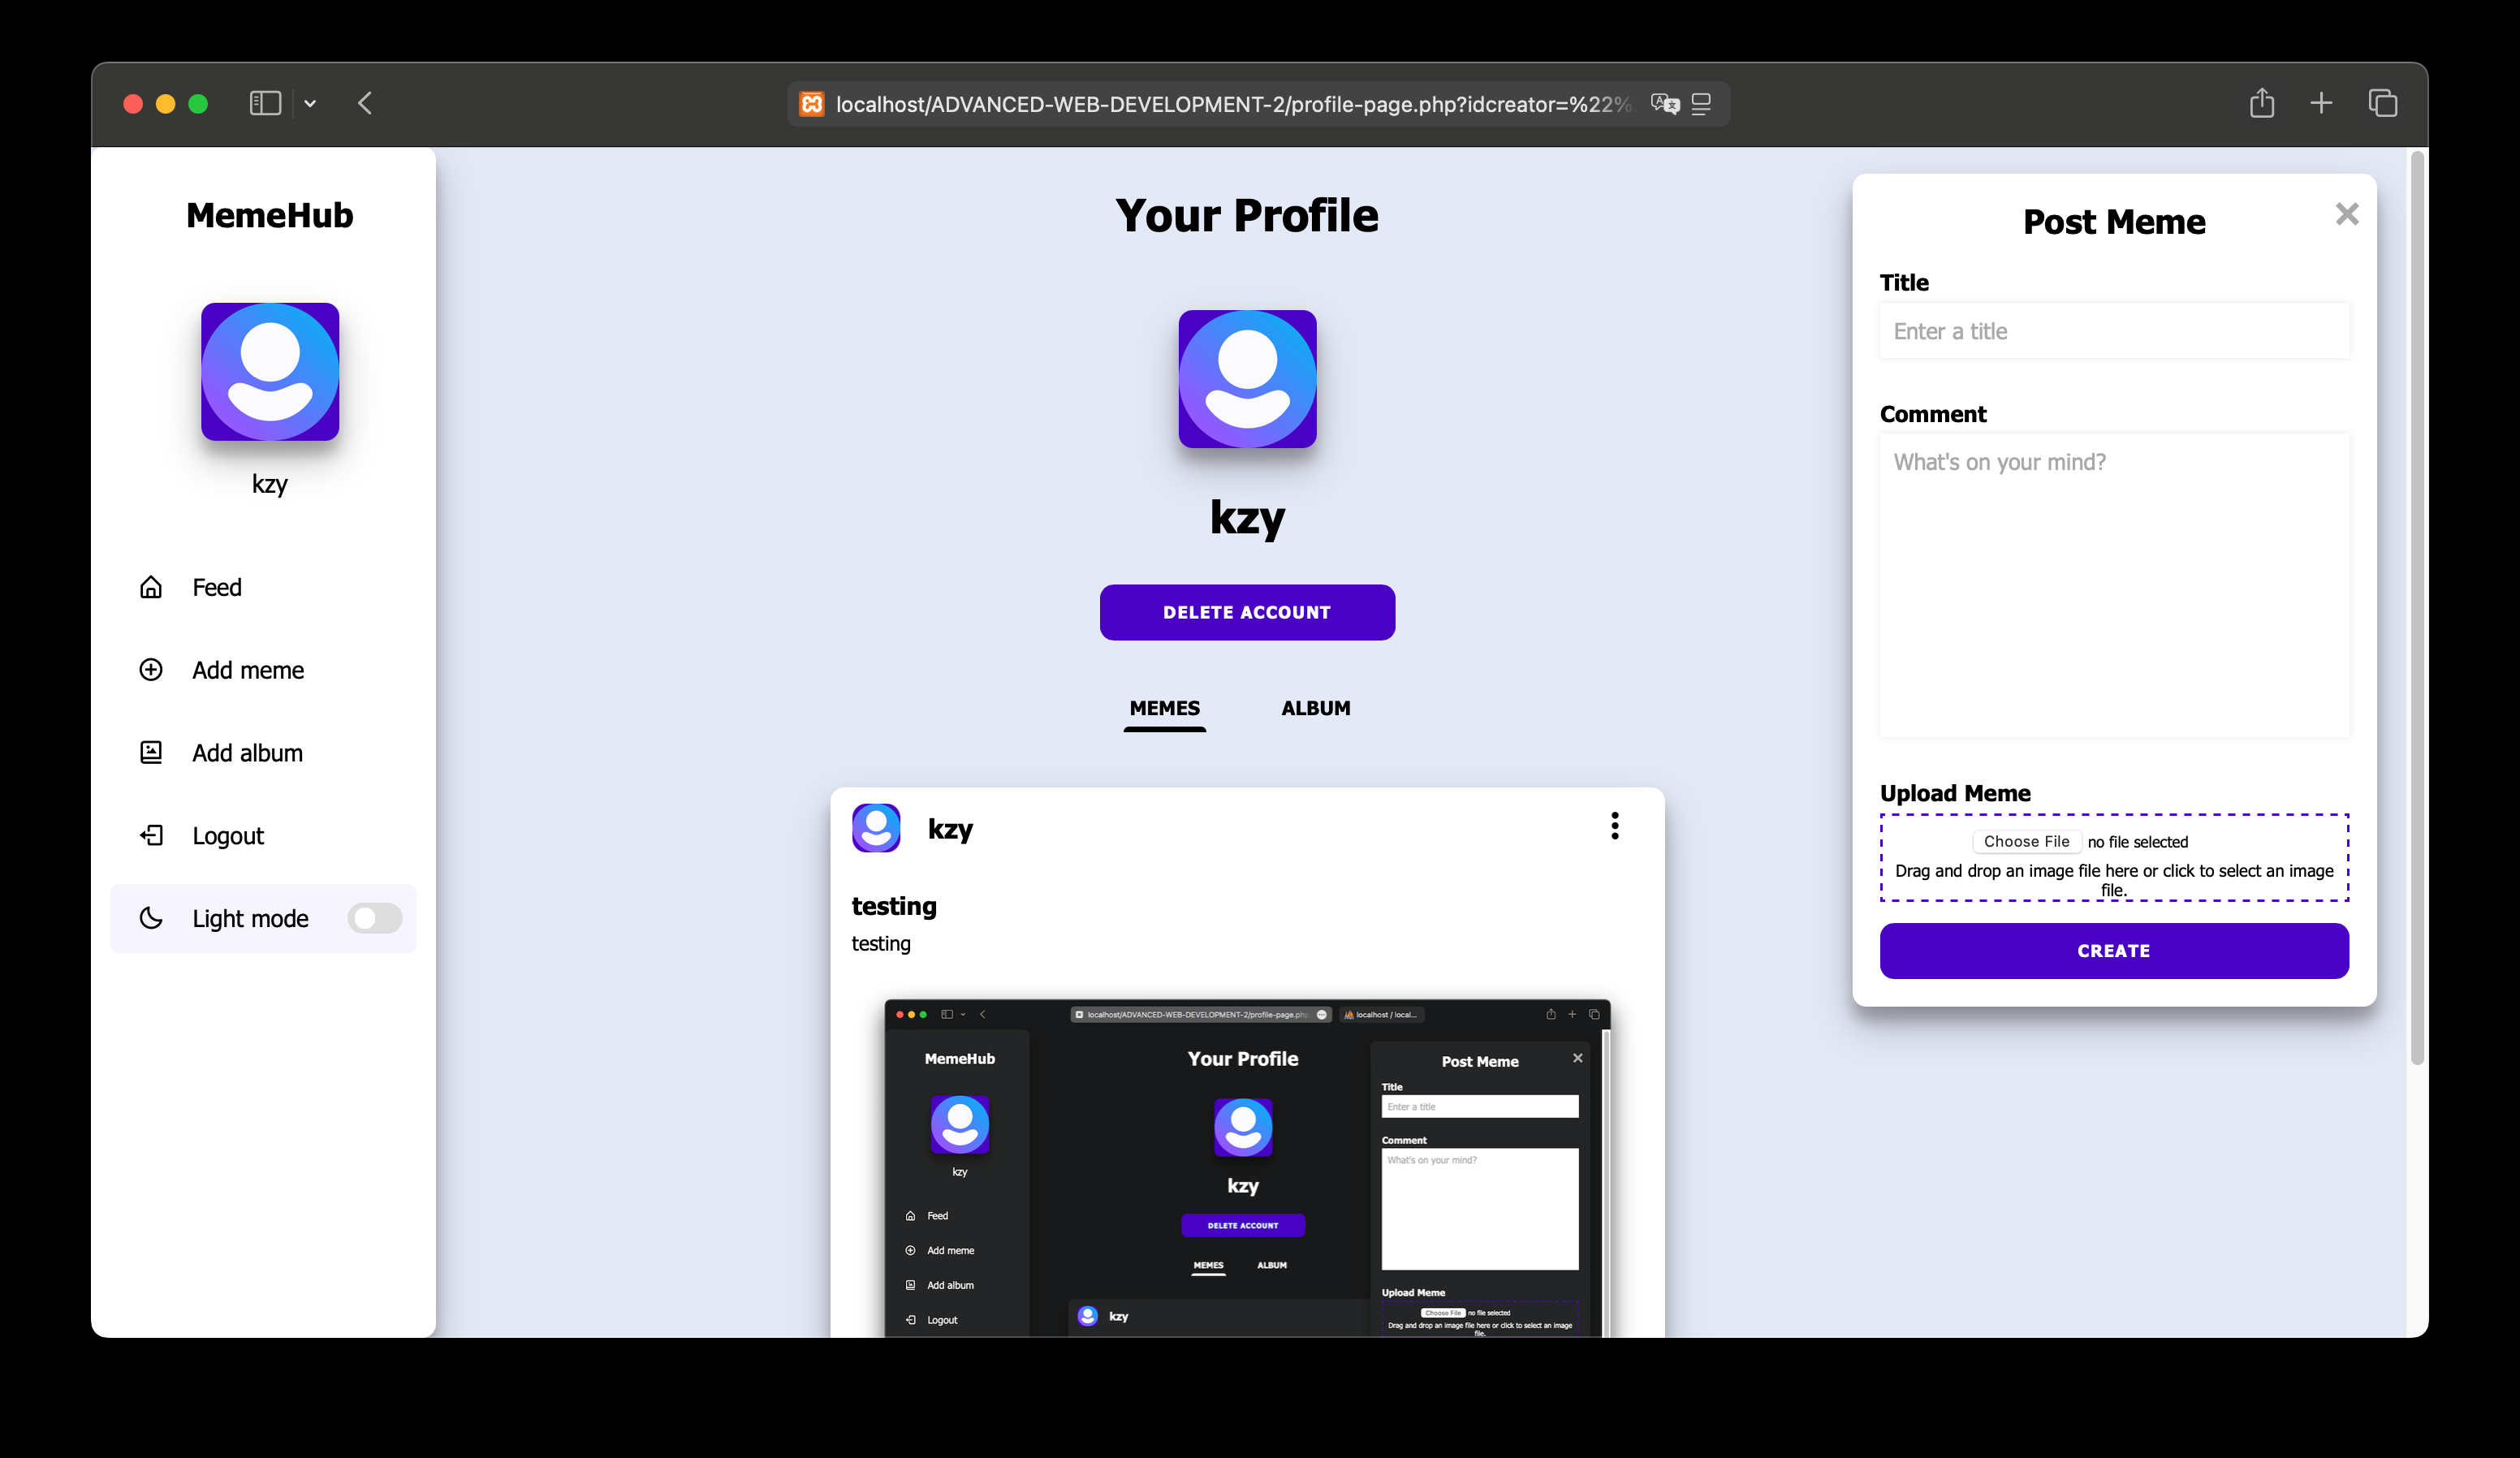 localhost/ADVANCED-WEB-DEVELOPMENT-2/profile-page.php?idcreator=%22%
MemeHub
kzy
Feed
Add meme
Add album
Logout
Light mode
Your Profile
kzy
DELETE ACCOUNT
MEMES ALBUM
kzy
testing
testing
localhost/ADVANCED-WEB-DEVELOPMENT-2/profile-page.php
localhost / local...
MemeHub
kzy
Feed
Add meme
Add album
Logout
Your Profile
kzy
DELETE ACCOUNT
MEMES ALBUM
kzy
Post Meme
Title
Enter a title
Comment
What's on your mind?
Upload Meme
Choose File no file selected
Drag and drop an image file here or click to select an image
file.
Post Meme
Title
Enter a title
Comment
What's on your mind?
Upload Meme
Choose File no file selected
Drag and drop an image file here or click to select an image
file.
CREATE